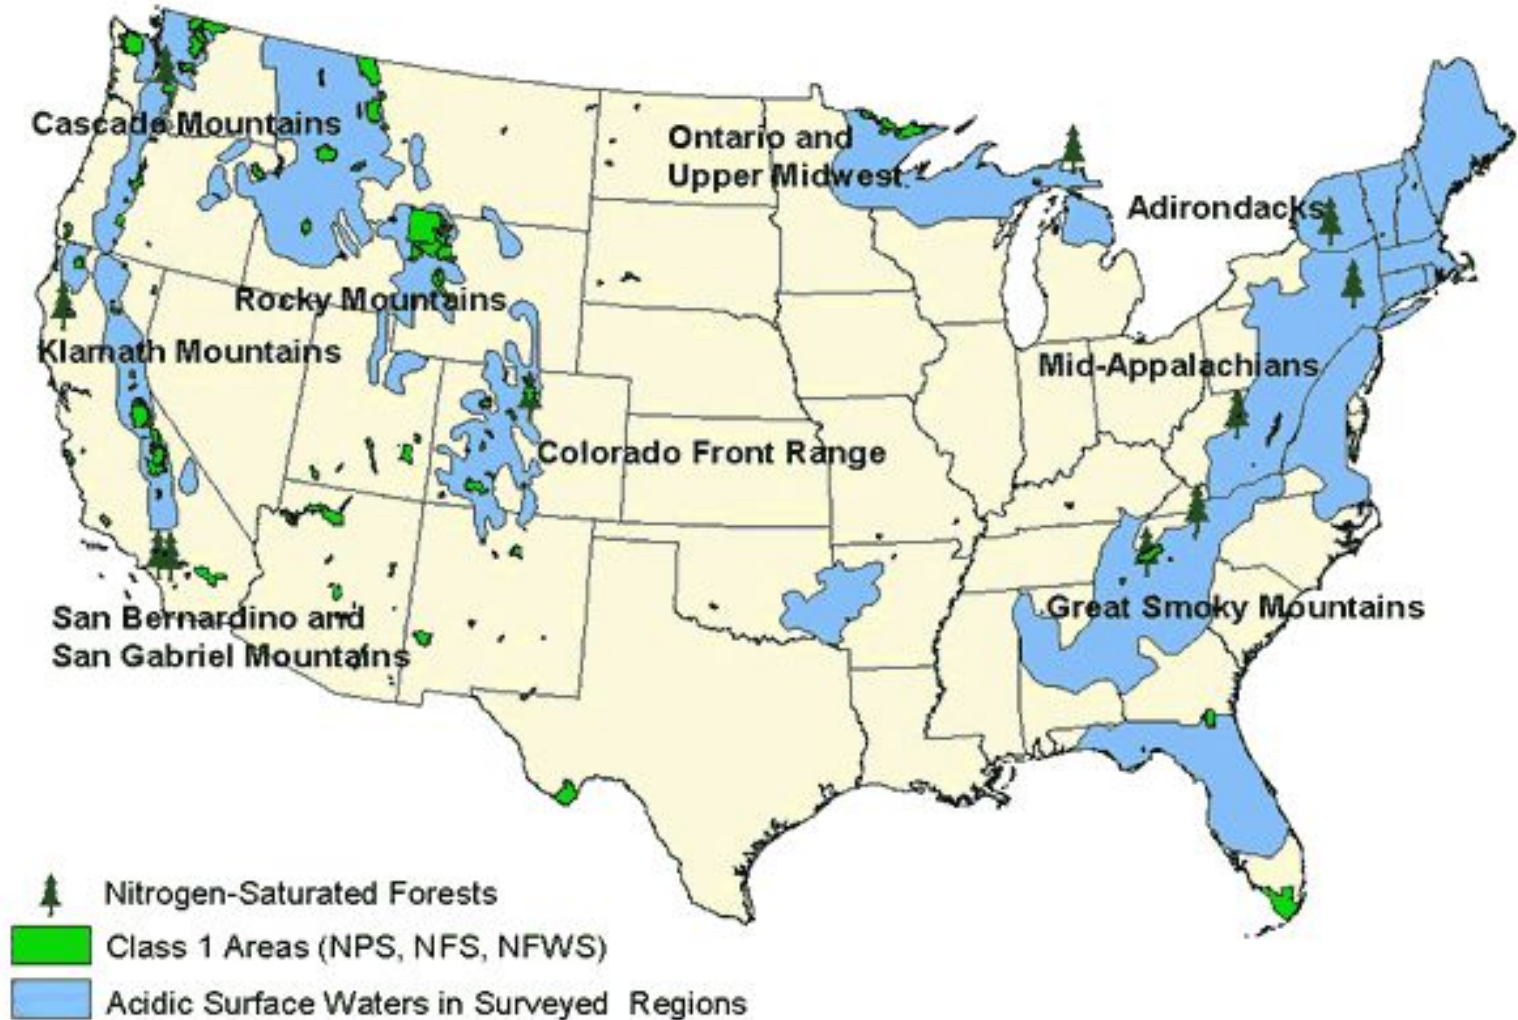 Cascade Mountains
Ontario and
Upper Midwest
Adirondacks
Rocky Mountains
Klamath Mountains
Mid-Appalachians
Colorado Front Range
San Bernardino and
San Gabriel Mountains
Great Smoky Mountains
Nitrogen-Saturated Forests
Class 1 Areas (NPS, NFS, NFWS)
Acidic Surface Waters in Surveyed Regions